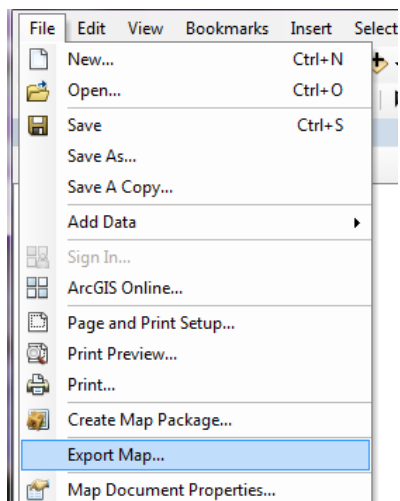 File Edit View Bookmarks Insert Select
New... Ctrl+N
Open... Ctrl+O
Save Ctrl+S
Save As...
Save A Copy...
Add Data
Sign In...
ArcGIS Online...
Page and Print Setup...
Print Preview...
Print...
Create Map Package...
Export Map...
Map Document Properties...